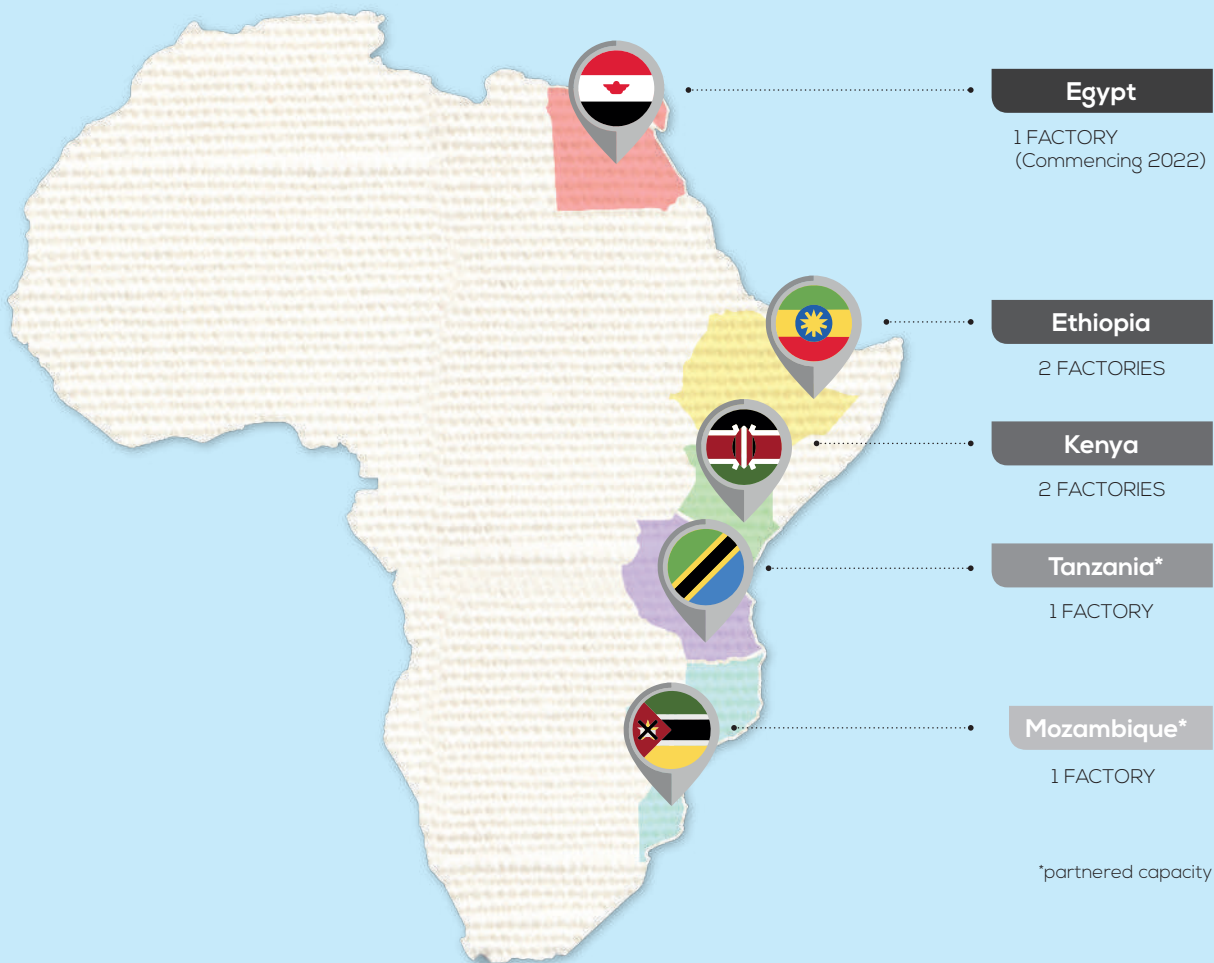 Egypt
1 FACTORY
(Commencing 2022)
Ethiopia
2 FACTORIES
Kenya
2 FACTORIES
Tanzania*
1 FACTORY
Mozambique*
1 FACTORY
*partnered capacity